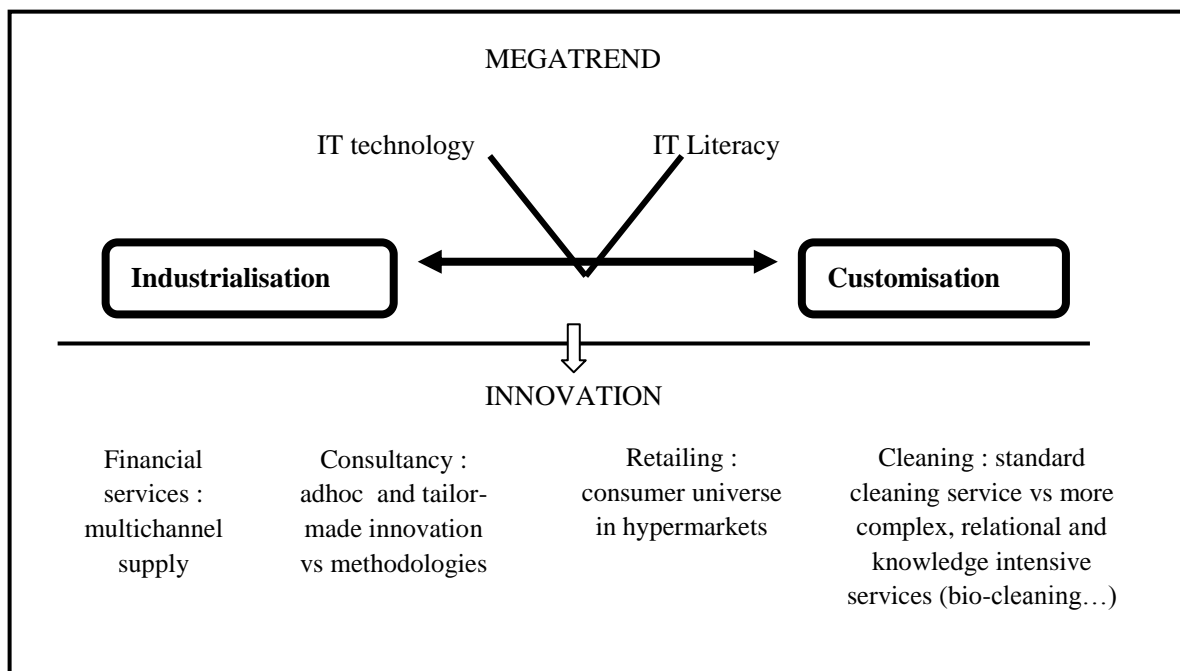 MEGATREND
IT technology
IT Literacy
Industrialisation
Customisation
INNOVATION
Financial
services :
multichannel
supply
Consultancy :
adhoc and tailor-
made innovation
vs methodologies
Retailing :
consumer universe
in hypermarkets
Cleaning : standard
cleaning service vs more
complex, relational and
knowledge intensive
services (bio-cleaning…)